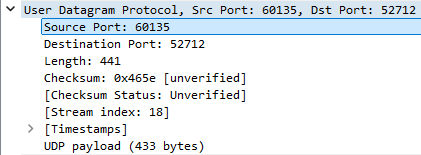 User Datagram Protocol, Src Port: 60135, Dst Port: 52712
Source Port: 60135
Destination Port: 52712
Length: 441
Checksum: 0x465e [unverified]
[Checksum Status: Unverified]
[Stream index: 18]
[Timestamps]
UDP payload (433 bytes)